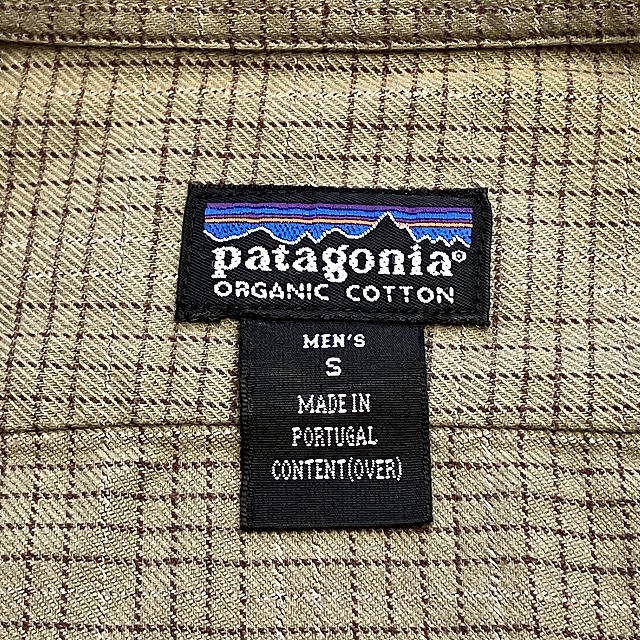 patagonia®
ORGANIC COTTON
MEN'S
S
MADE IN
PORTUGAL
CONTENT(OVER)